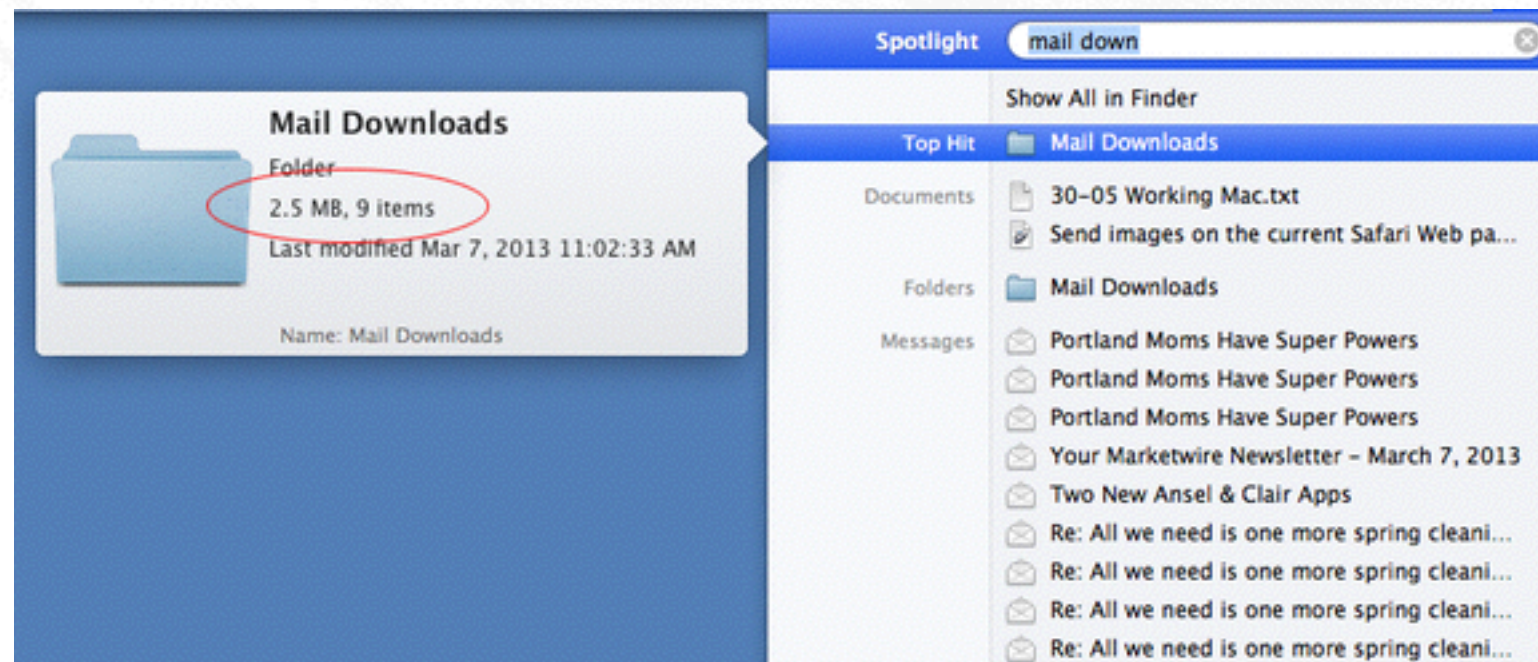 Spotlight mail down
Show All in Finder
Top Hit Mail Downloads
Documents 30-05 Working Mac.txt
Send images on the current Safari Web pa...
Folders Mail Downloads
Messages Portland Moms Have Super Powers
Portland Moms Have Super Powers
Portland Moms Have Super Powers
Your Marketwire Newsletter – March 7, 2013
Two New Ansel & Clair Apps
Re: All we need is one more spring cleani...
Re: All we need is one more spring cleani...
Re: All we need is one more spring cleani...
Re: All we need is one more spring cleani...
Mail Downloads
Folder
2.5 MB, 9 items
Last modified Mar 7, 2013 11:02:33 AM
Name: Mail Downloads